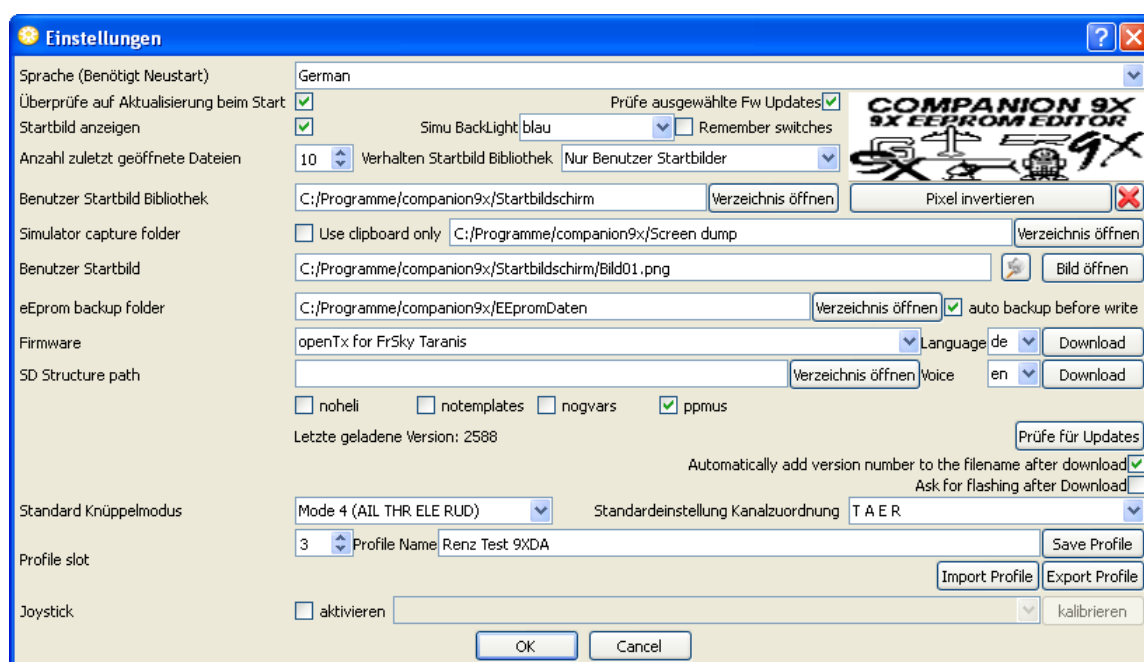 Einstellungen
Sprache (Benötigt Neustart) German
Überprüfe auf Aktualisierung beim Start Prüfe ausgewählte Fw Updates
COMPANION 9X
9X EEPROM EDITOR
Startbild anzeigen Simu BackLight blau Remember switches
9X 9X
Anzahl zuletzt geöffnete Dateien 10 Verhalten Startbild Bibliothek Nur Benutzer Startbilder
Benutzer Startbild Bibliothek C:/Programme/companion9x/Startbildschirm Verzeichnis öffnen Pixel invertieren
Simulator capture folder Use clipboard only C:/Programme/companion9x/Screen dump Verzeichnis öffnen
Benutzer Startbild C:/Programme/companion9x/Startbildschirm/Bild01.png Bild öffnen
eEprom backup folder C:/Programme/companion9x/EEpromDaten Verzeichnis öffnen auto backup before write
Firmware openTx for FrSky Taranis Language de Download
SD Structure path Verzeichnis öffnen Voice en Download
noheli notemplates nogvars ppmus
Letzte geladene Version: 2588 Prüfe für Updates
Automatically add version number to the filename after download
Ask for flashing after Download
Standard Knüppelmodus Mode 4 (AIL THR ELE RUD) Standardeinstellung Kanalzuordnung T A E R
Profile slot 3 Profile Name Renz Test 9XDA Save Profile
Import Profile Export Profile
Joystick aktivieren kalibrieren
OK Cancel